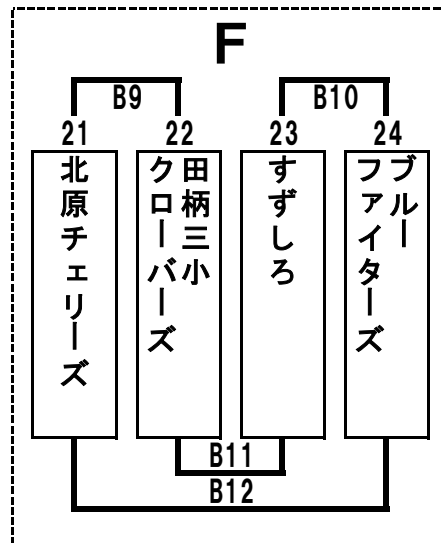 F
B9
B10
21
22
23
24
北原チェリーズ
田柄三小
クローバーズ
すずしろ
ブルー
ファイターズ
B11
B12